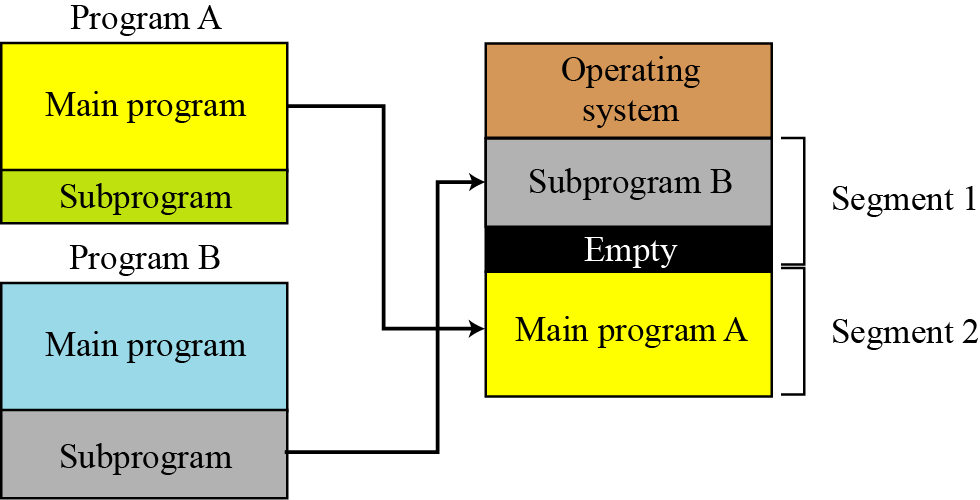 Program A
Main program
Subprogram
Program B
Main program
Subprogram
Operating
system
Subprogram B
Empty
Main program A
Segment 1
Segment 2